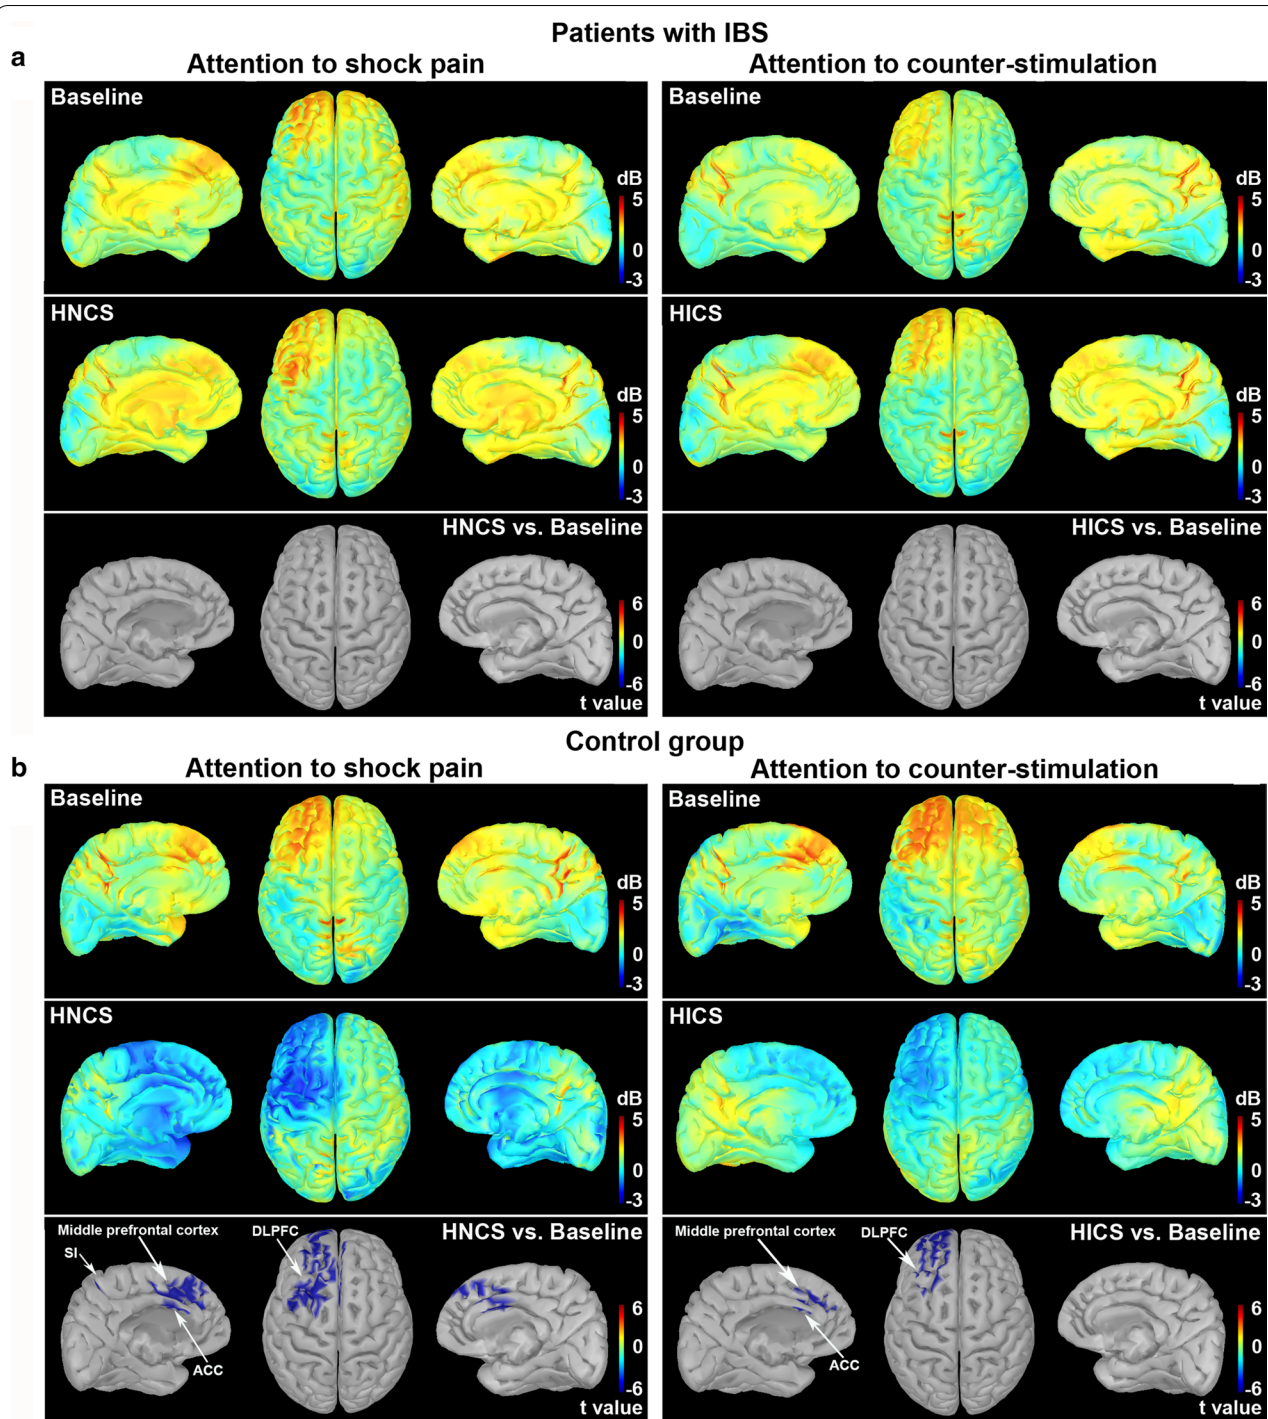 Patients with IBS
a
Attention to shock pain
Attention to counter-stimulation
Baseline
dB
5
0
-3
Baseline
dB
5
0
-3
HNCS
dB
5
0
-3
HICS
dB
5
0
-3
HNCS vs. Baseline
6
0
-6
t value
HICS vs. Baseline
6
0
-6
t value
Control group
b
Attention to shock pain
Attention to counter-stimulation
Baseline
dB
5
0
-3
Baseline
dB
5
0
-3
HNCS
dB
5
0
-3
HICS
dB
5
0
-3
HNCS vs. Baseline
Middle prefrontal cortex
DLPFC
SI
ACC
6
0
-6
t value
HICS vs. Baseline
Middle prefrontal cortex
DLPFC
ACC
6
0
-6
t value